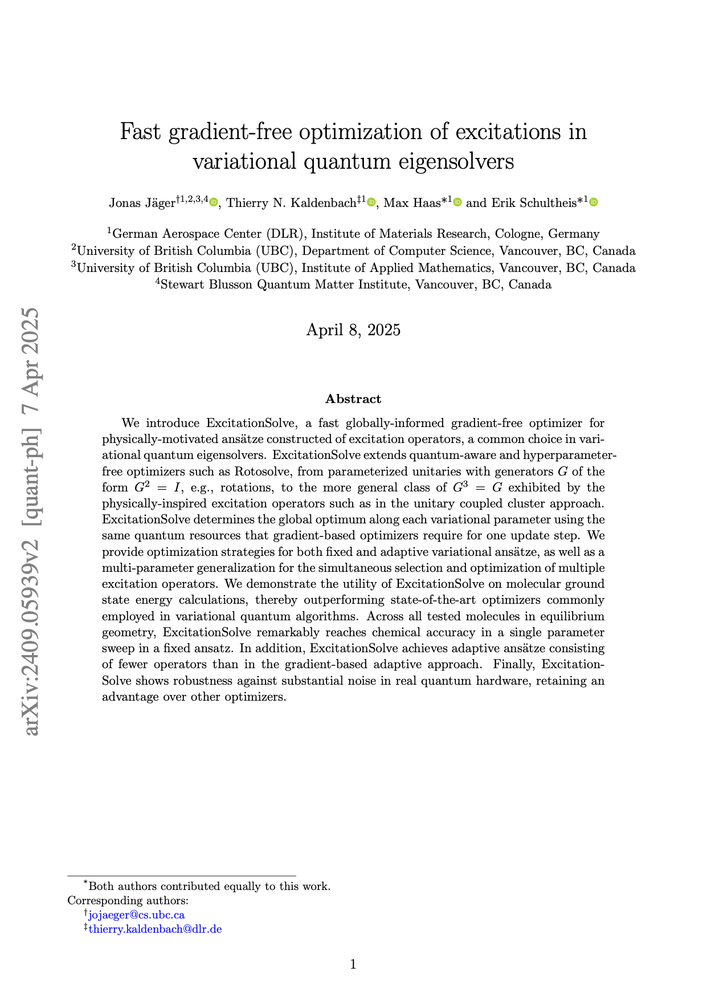 Fast gradient-free optimization of excitations in
variational quantum eigensolvers
Jonas Jäger†1,2,3,4 iD, Thierry N. Kaldenbach‡1 iD, Max Haas*1 iD and Erik Schultheis*1 iD
1German Aerospace Center (DLR), Institute of Materials Research, Cologne, Germany
2University of British Columbia (UBC), Department of Computer Science, Vancouver, BC, Canada
3University of British Columbia (UBC), Institute of Applied Mathematics, Vancouver, BC, Canada
4Stewart Blusson Quantum Matter Institute, Vancouver, BC, Canada
April 8, 2025
arXiv:2409.05939v2 [quant-ph] 7 Apr 2025
Abstract
We introduce ExcitationSolve, a fast globally-informed gradient-free optimizer for
physically-motivated ansätze constructed of excitation operators, a common choice in vari-
ational quantum eigensolvers. ExcitationSolve extends quantum-aware and hyperparameter-
free optimizers such as Rotosolve, from parameterized unitaries with generators G of the
form G² = I, e.g., rotations, to the more general class of G³ = G exhibited by the
physically-inspired excitation operators such as in the unitary coupled cluster approach.
ExcitationSolve determines the global optimum along each variational parameter using the
same quantum resources that gradient-based optimizers require for one update step. We
provide optimization strategies for both fixed and adaptive variational ansätze, as well as a
multi-parameter generalization for the simultaneous selection and optimization of multiple
excitation operators. We demonstrate the utility of ExcitationSolve on molecular ground
state energy calculations, thereby outperforming state-of-the-art optimizers commonly
employed in variational quantum algorithms. Across all tested molecules in equilibrium
geometry, ExcitationSolve remarkably reaches chemical accuracy in a single parameter
sweep in a fixed ansatz. In addition, ExcitationSolve achieves adaptive ansätze consisting
of fewer operators than in the gradient-based adaptive approach. Finally, Excitation-
Solve shows robustness against substantial noise in real quantum hardware, retaining an
advantage over other optimizers.
*Both authors contributed equally to this work.
Corresponding authors:
†jojaeger@cs.ubc.ca
‡thierry.kaldenbach@dlr.de
1